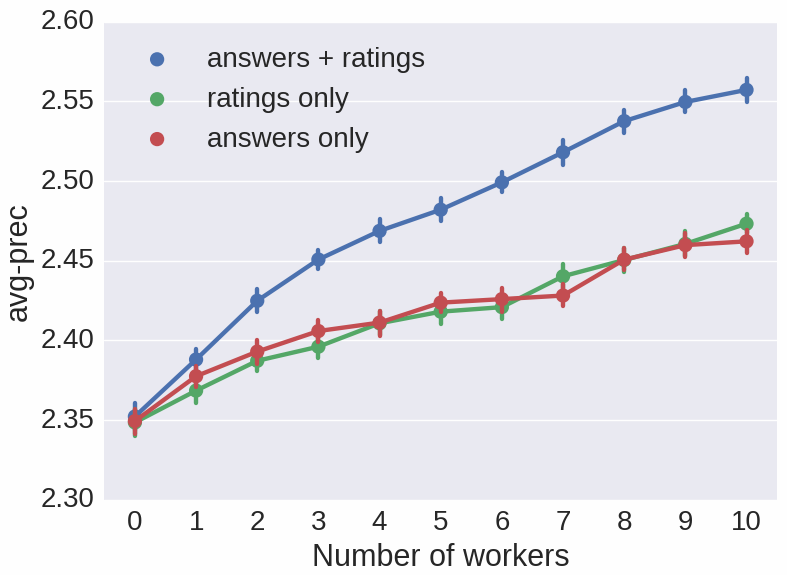 2.60
2.55
2.50
2.45
2.40
2.35
2.30
avg-prec
answers + ratings
ratings only
answers only
0 1 2 3 4 5 6 7 8 9 10
Number of workers